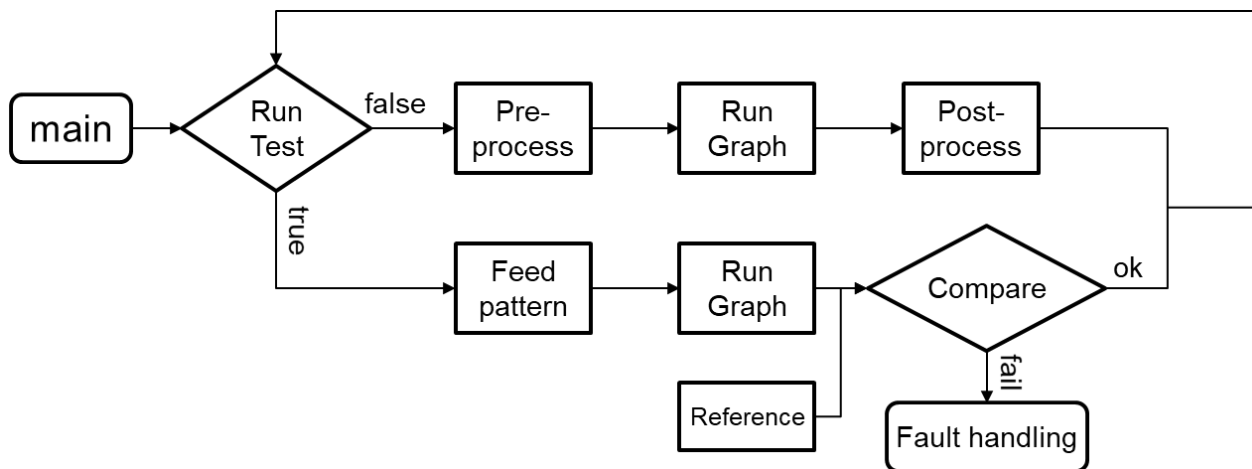 main
Run
Test
false
Pre-
process
Run
Graph
Post-
process
true
Feed
pattern
Run
Graph
Compare
ok
Reference
fail
Fault handling